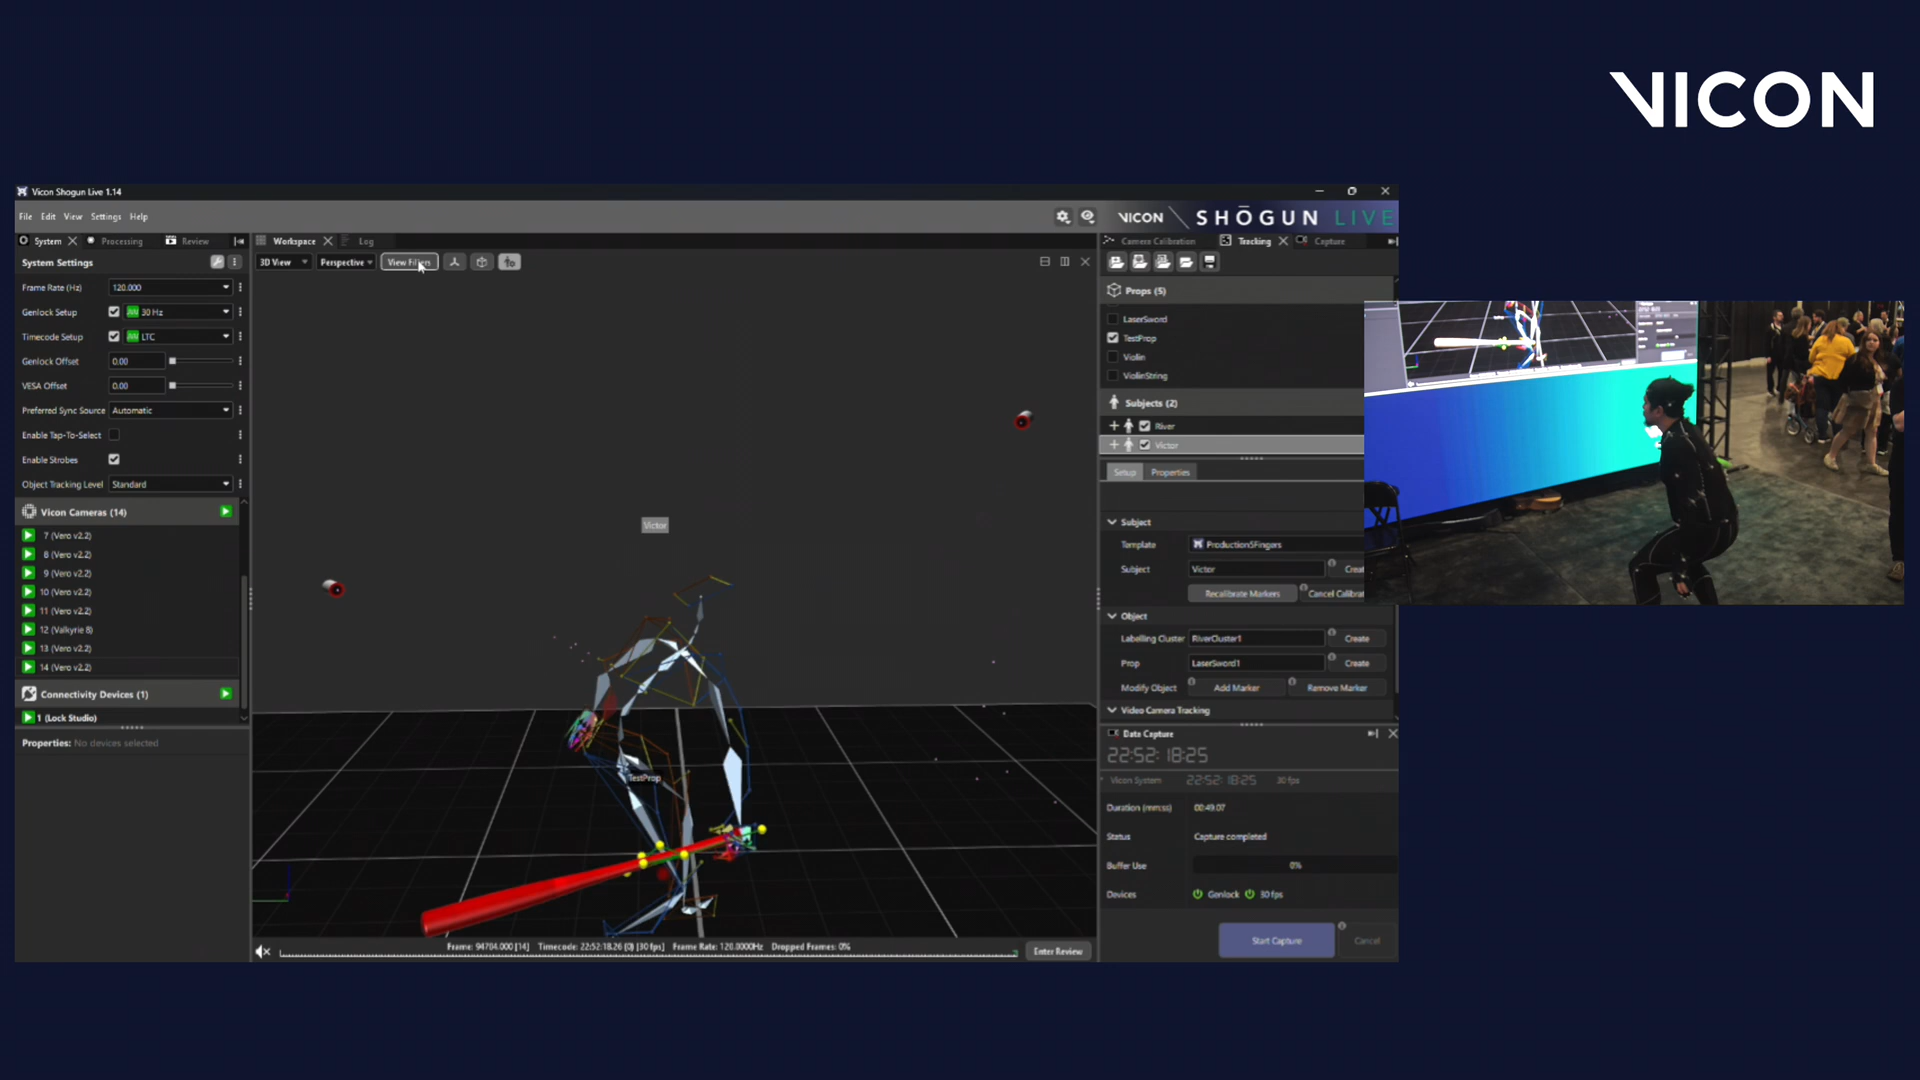 VICON
Vicon Shogun Live 1.14
File Edit View Settings Help
VICON SHŌGUN LIVE
System Processing Review
Workspace Log
Camera Calibration Tracking Capture
System Settings
3D View Perspective View Filters
Frame Rate (Hz) 120.000
Genlock Setup 30 Hz
Timecode Setup LTC
Genlock Offset 0.00
VESA Offset 0.00
Preferred Sync Source Automatic
Enable Tap-To-Select
Enable Strobes
Object Tracking Level Standard
Vicon Cameras (14)
7 (Vero v2.2)
8 (Vero v2.2)
9 (Vero v2.2)
10 (Vero v2.2)
11 (Vero v2.2)
12 (Valkyrie 8)
13 (Vero v2.2)
14 (Vero v2.2)
Connectivity Devices (1)
1 (Lock Studio)
Properties: No devices selected
Victor
TestProp
Frame: 94704.000 [14] Timecode: 22:52:18.26 [0] [30 fps] Frame Rate: 120.0000Hz Dropped Frames: 0%
Enter Review
Props (5)
LaserSword
TestProp
Violin
ViolinString
Subjects (2)
River
Victor
Setup Properties
Subject
Template Production5Fingers
Subject Victor
Recalibrate Markers Cancel
Object
Labelling Cluster RiverCluster1 Create
Prop LaserSword1 Create
Modify Object Add Marker Remove Marker
Video Camera Tracking
Data Capture
22:52:18:25
Vicon System 22:52:18:25 30 fps
Duration (mm:ss) 00:49.07
Status Capture completed
Buffer Use 0%
Devices Genlock 30 fps
Start Capture Cancel